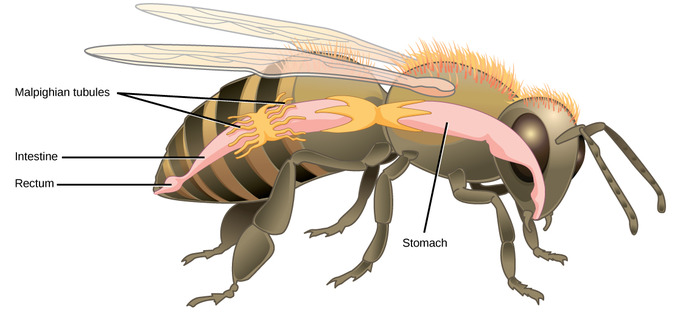 Malpighian tubules
Intestine
Rectum
Stomach